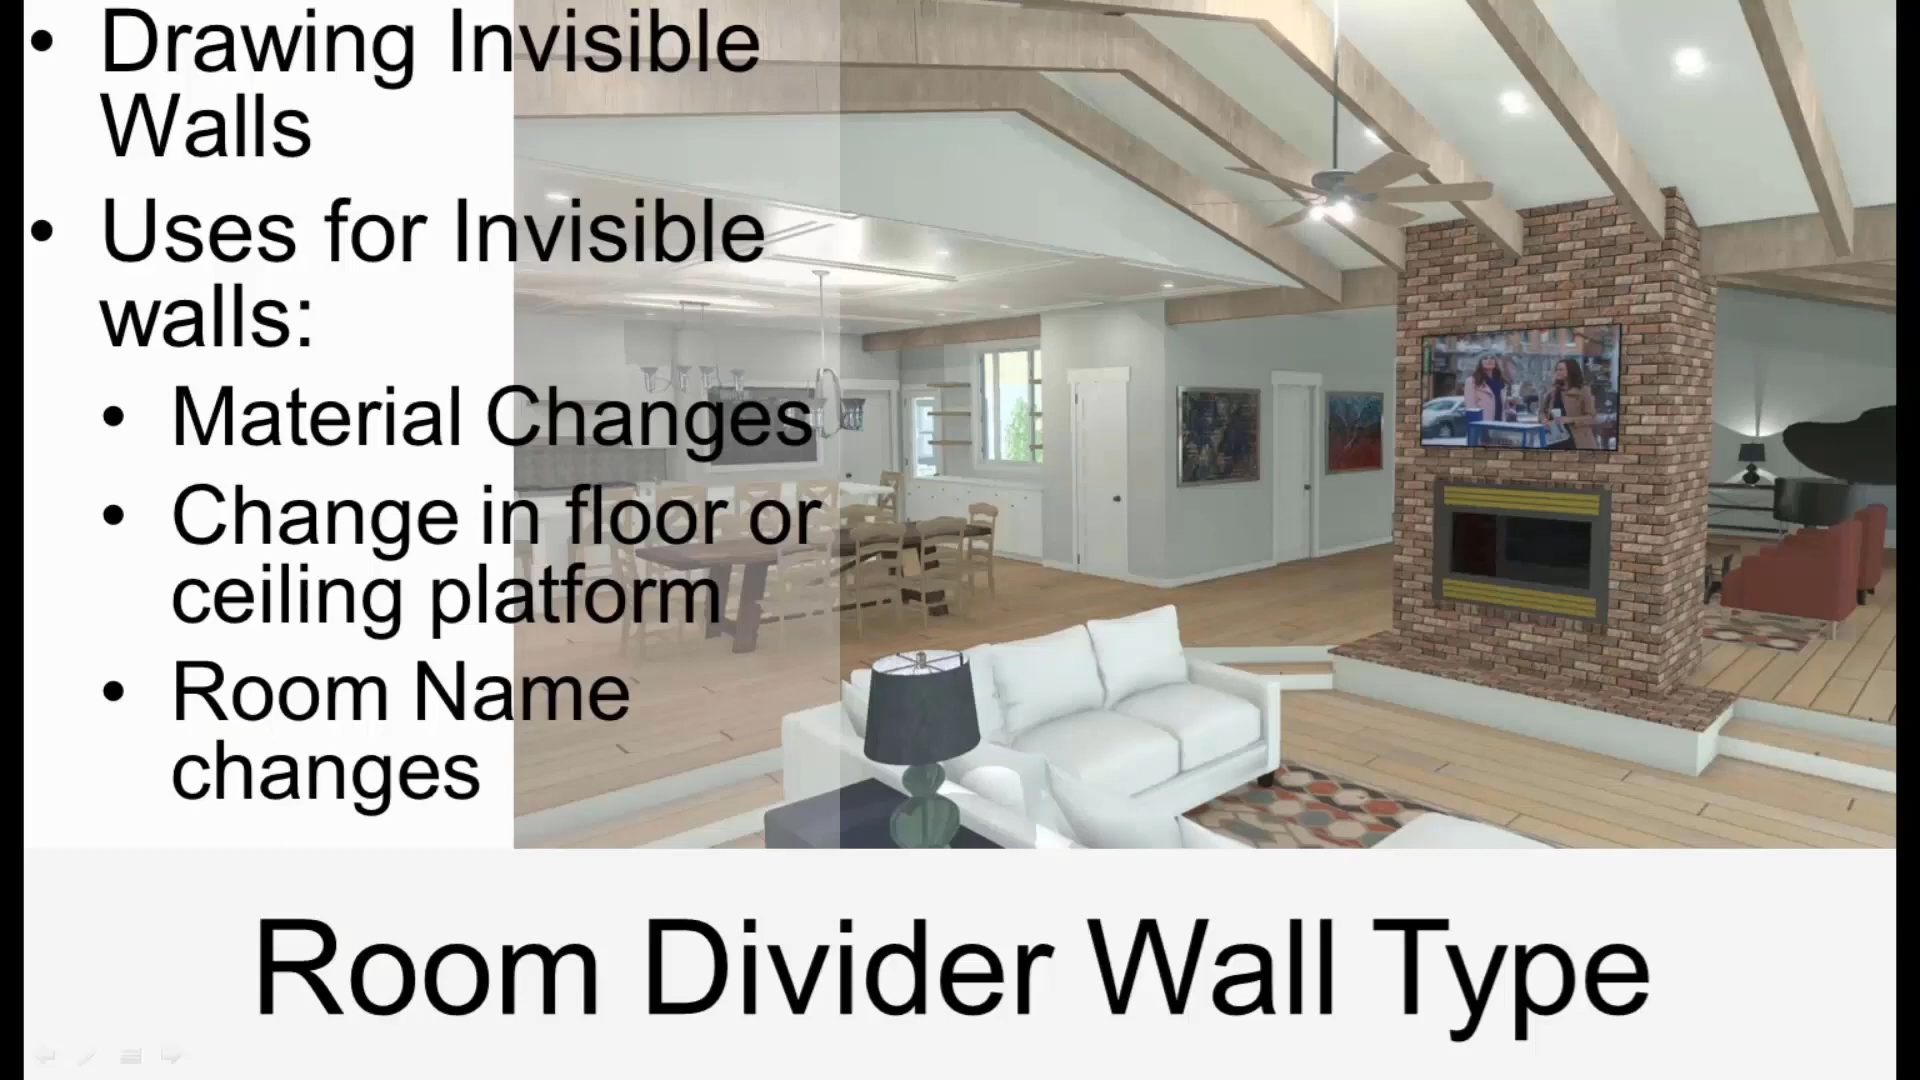 • Drawing Invisible
Walls
• Uses for Invisible
walls:
• Material Changes
• Change in floor or
ceiling platform
• Room Name
changes
Room Divider Wall Type